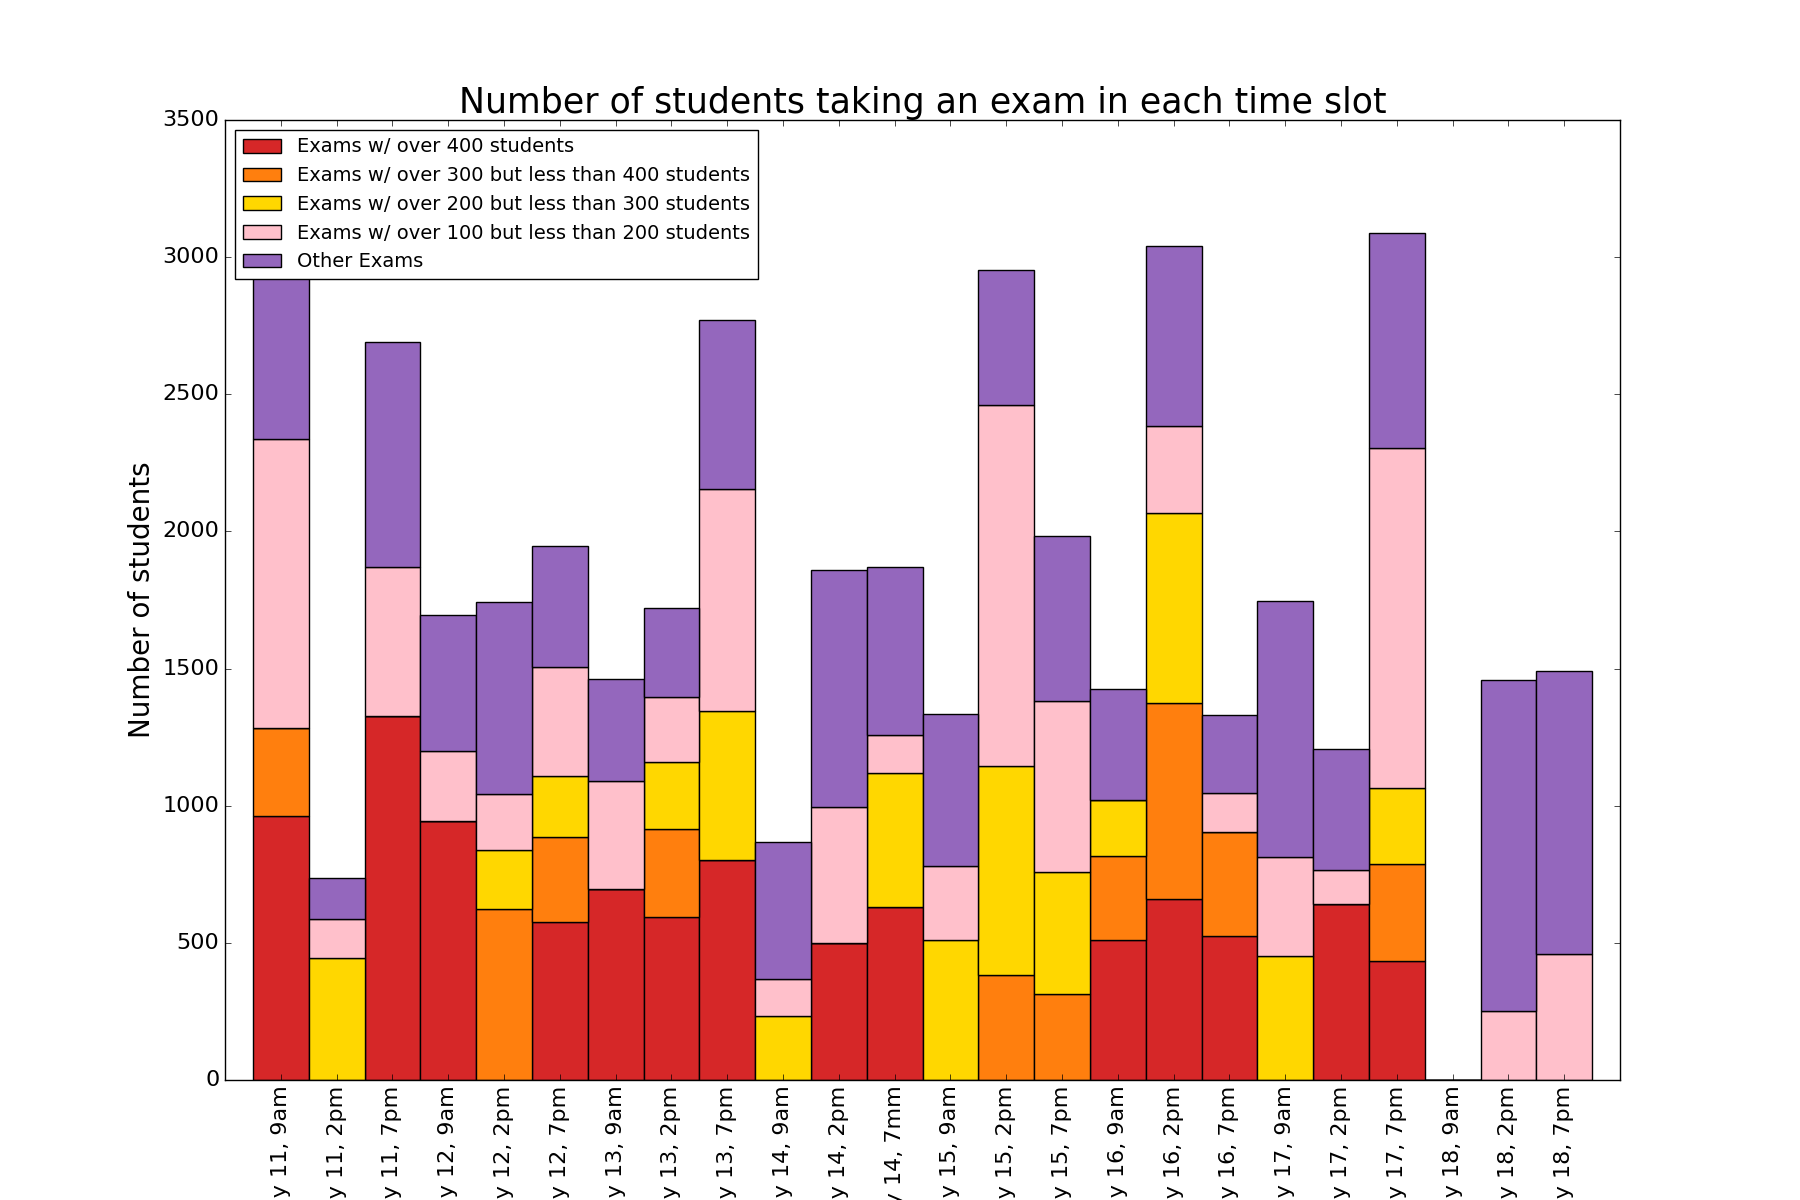 Number of students taking an exam in each time slot
3500
3000
2500
2000
1500
1000
500
0
Number of students
Exams w/ over 400 students
Exams w/ over 300 but less than 400 students
Exams w/ over 200 but less than 300 students
Exams w/ over 100 but less than 200 students
Other Exams
y 11, 9am
y 11, 2pm
y 11, 7pm
y 12, 9am
y 12, 2pm
y 12, 7pm
y 13, 9am
y 13, 2pm
y 13, 7pm
y 14, 9am
y 14, 2pm
y 14, 7mm
y 15, 9am
y 15, 2pm
y 15, 7pm
y 16, 9am
y 16, 2pm
y 16, 7pm
y 17, 9am
y 17, 2pm
y 17, 7pm
y 18, 9am
y 18, 2pm
y 18, 7pm